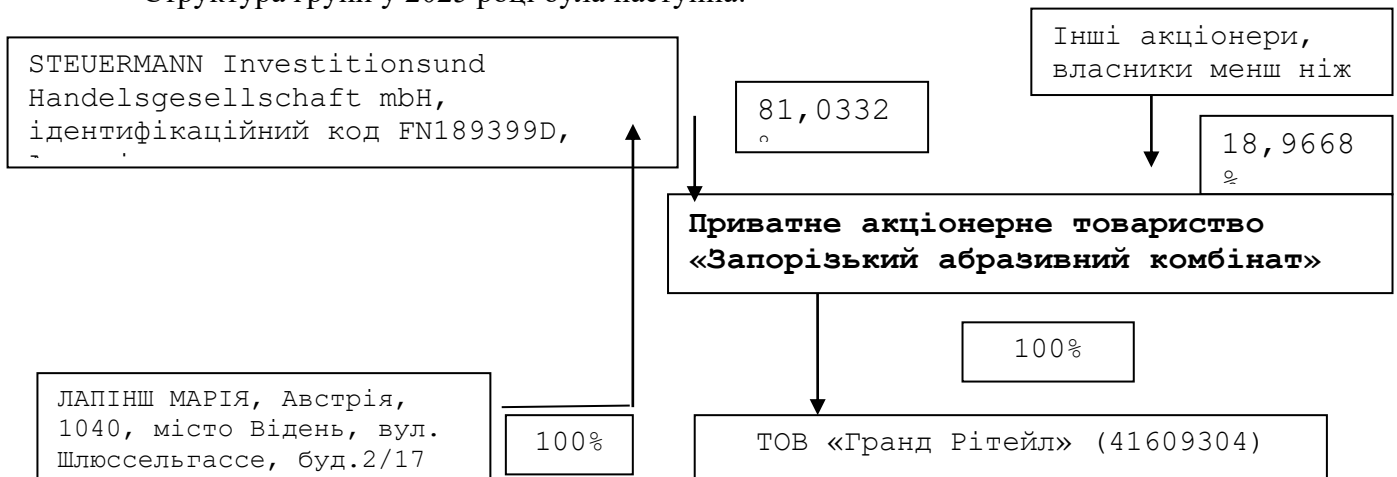 STEUERMANN Investitionsund
Handelsgesellschaft mbH,
ідентифікаційний код FN189399D,
81,0332
Інші акціонери,
власники менш ніж
18,9668
%
Приватне акціонерне товариство
«Запорізький абразивний комбінат»
100%
ЛАПІНШ МАРІЯ, Австрія,
1040, місто Відень, вул.
Шлюссельгассе, буд.2/17
100%
ТОВ «Гранд Рітейл» (41609304)